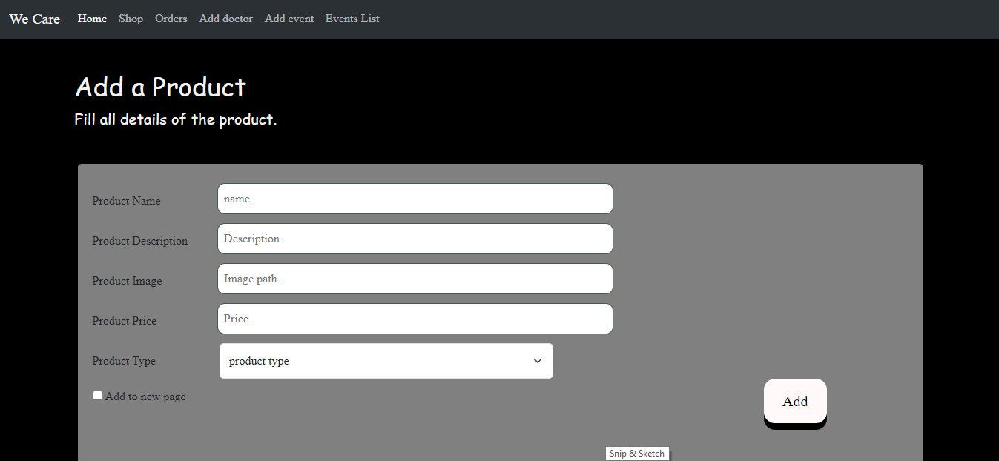 We Care Home Shop Orders Add doctor Add event Events List
Add a Product
Fill all details of the product.
Product Name name..
Product Description Description..
Product Image Image path..
Product Price Price..
Product Type product type
Add to new page
Add
Snip & Sketch